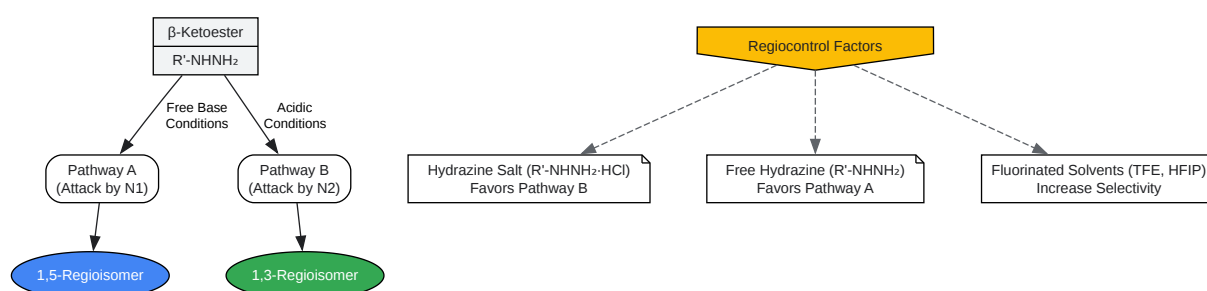 β-Ketoester
R'-NHNH₂
Free Base
Conditions
Acidic
Conditions
Pathway A
(Attack by N1)
Pathway B
(Attack by N2)
1,5-Regioisomer
1,3-Regioisomer
Regiocontrol Factors
Hydrazine Salt (R'-NHNH₂·HCl)
Favors Pathway B
Free Hydrazine (R'-NHNH₂)
Favors Pathway A
Fluorinated Solvents (TFE, HFIP)
Increase Selectivity